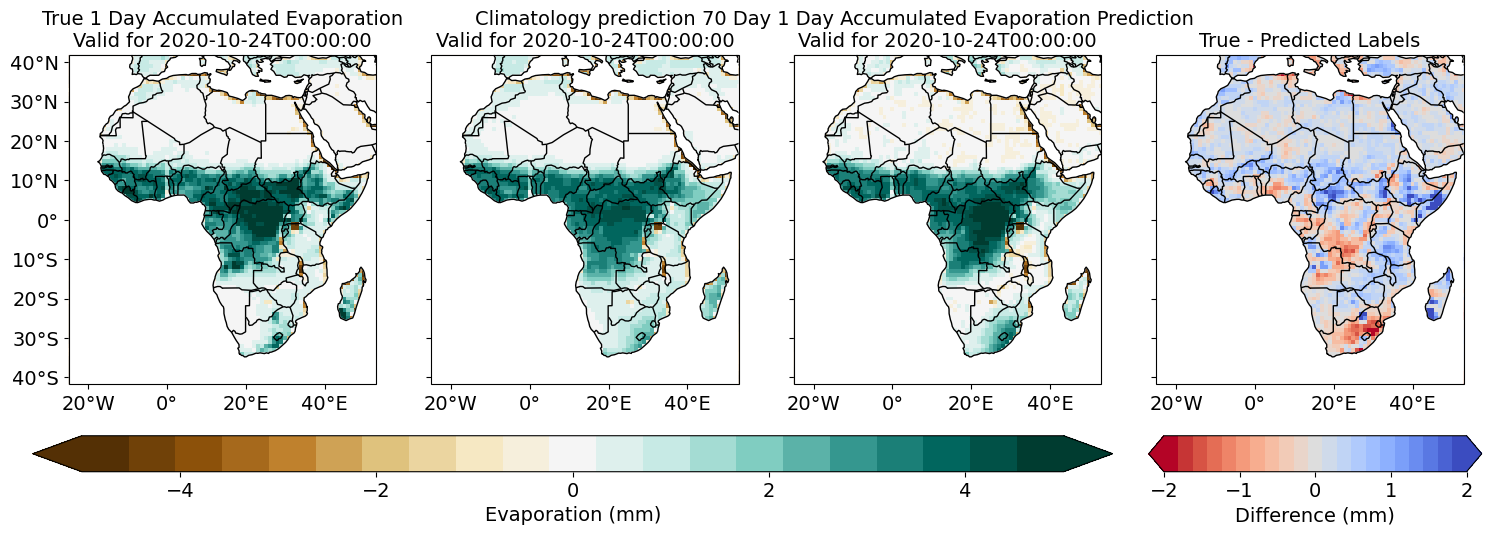 True 1 Day Accumulated Evaporation
Valid for 2020-10-24T00:00:00
Climatology prediction 70 Day 1 Day Accumulated Evaporation Prediction
Valid for 2020-10-24T00:00:00
Valid for 2020-10-24T00:00:00
True - Predicted Labels
40°N
30°N
20°N
10°N
0°
10°S
20°S
30°S
40°S
20°W 0° 20°E 40°E
20°W 0° 20°E 40°E
20°W 0° 20°E 40°E
20°W 0° 20°E 40°E
−4 −2 0 2 4
Evaporation (mm)
−2 −1 0 1 2
Difference (mm)